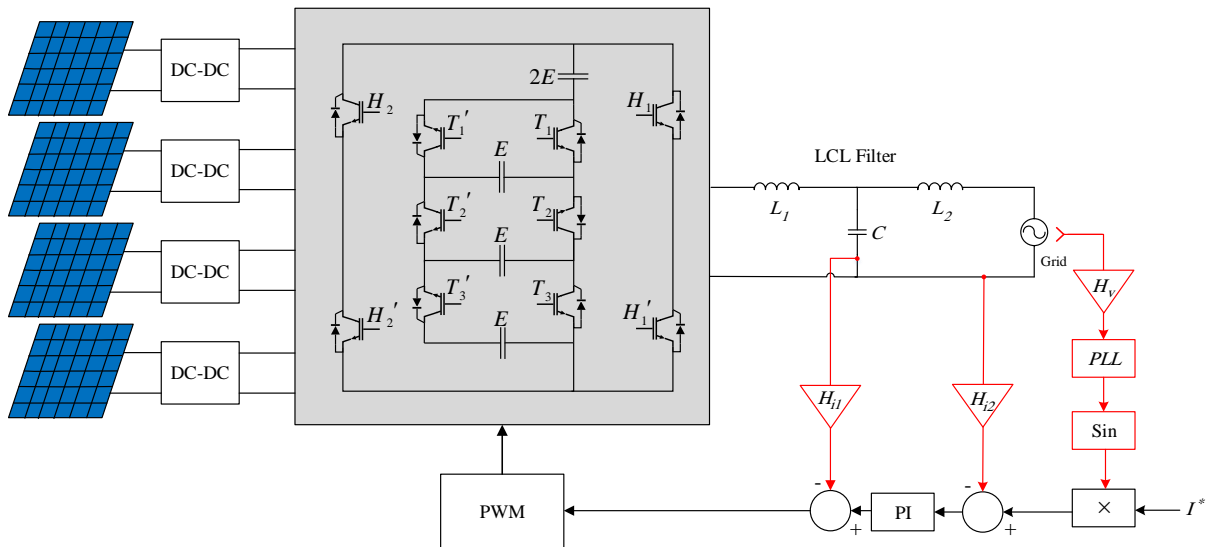 DC-DC
DC-DC
DC-DC
DC-DC
2E
H2
H1
T1'
T1
E
T2'
T2
E
T3'
T3
H2'
H1'
E
LCL Filter
L1
L2
C
Grid
Hv
PLL
Hi1
Hi2
Sin
-
-
PWM
PI
×
I*
+
+